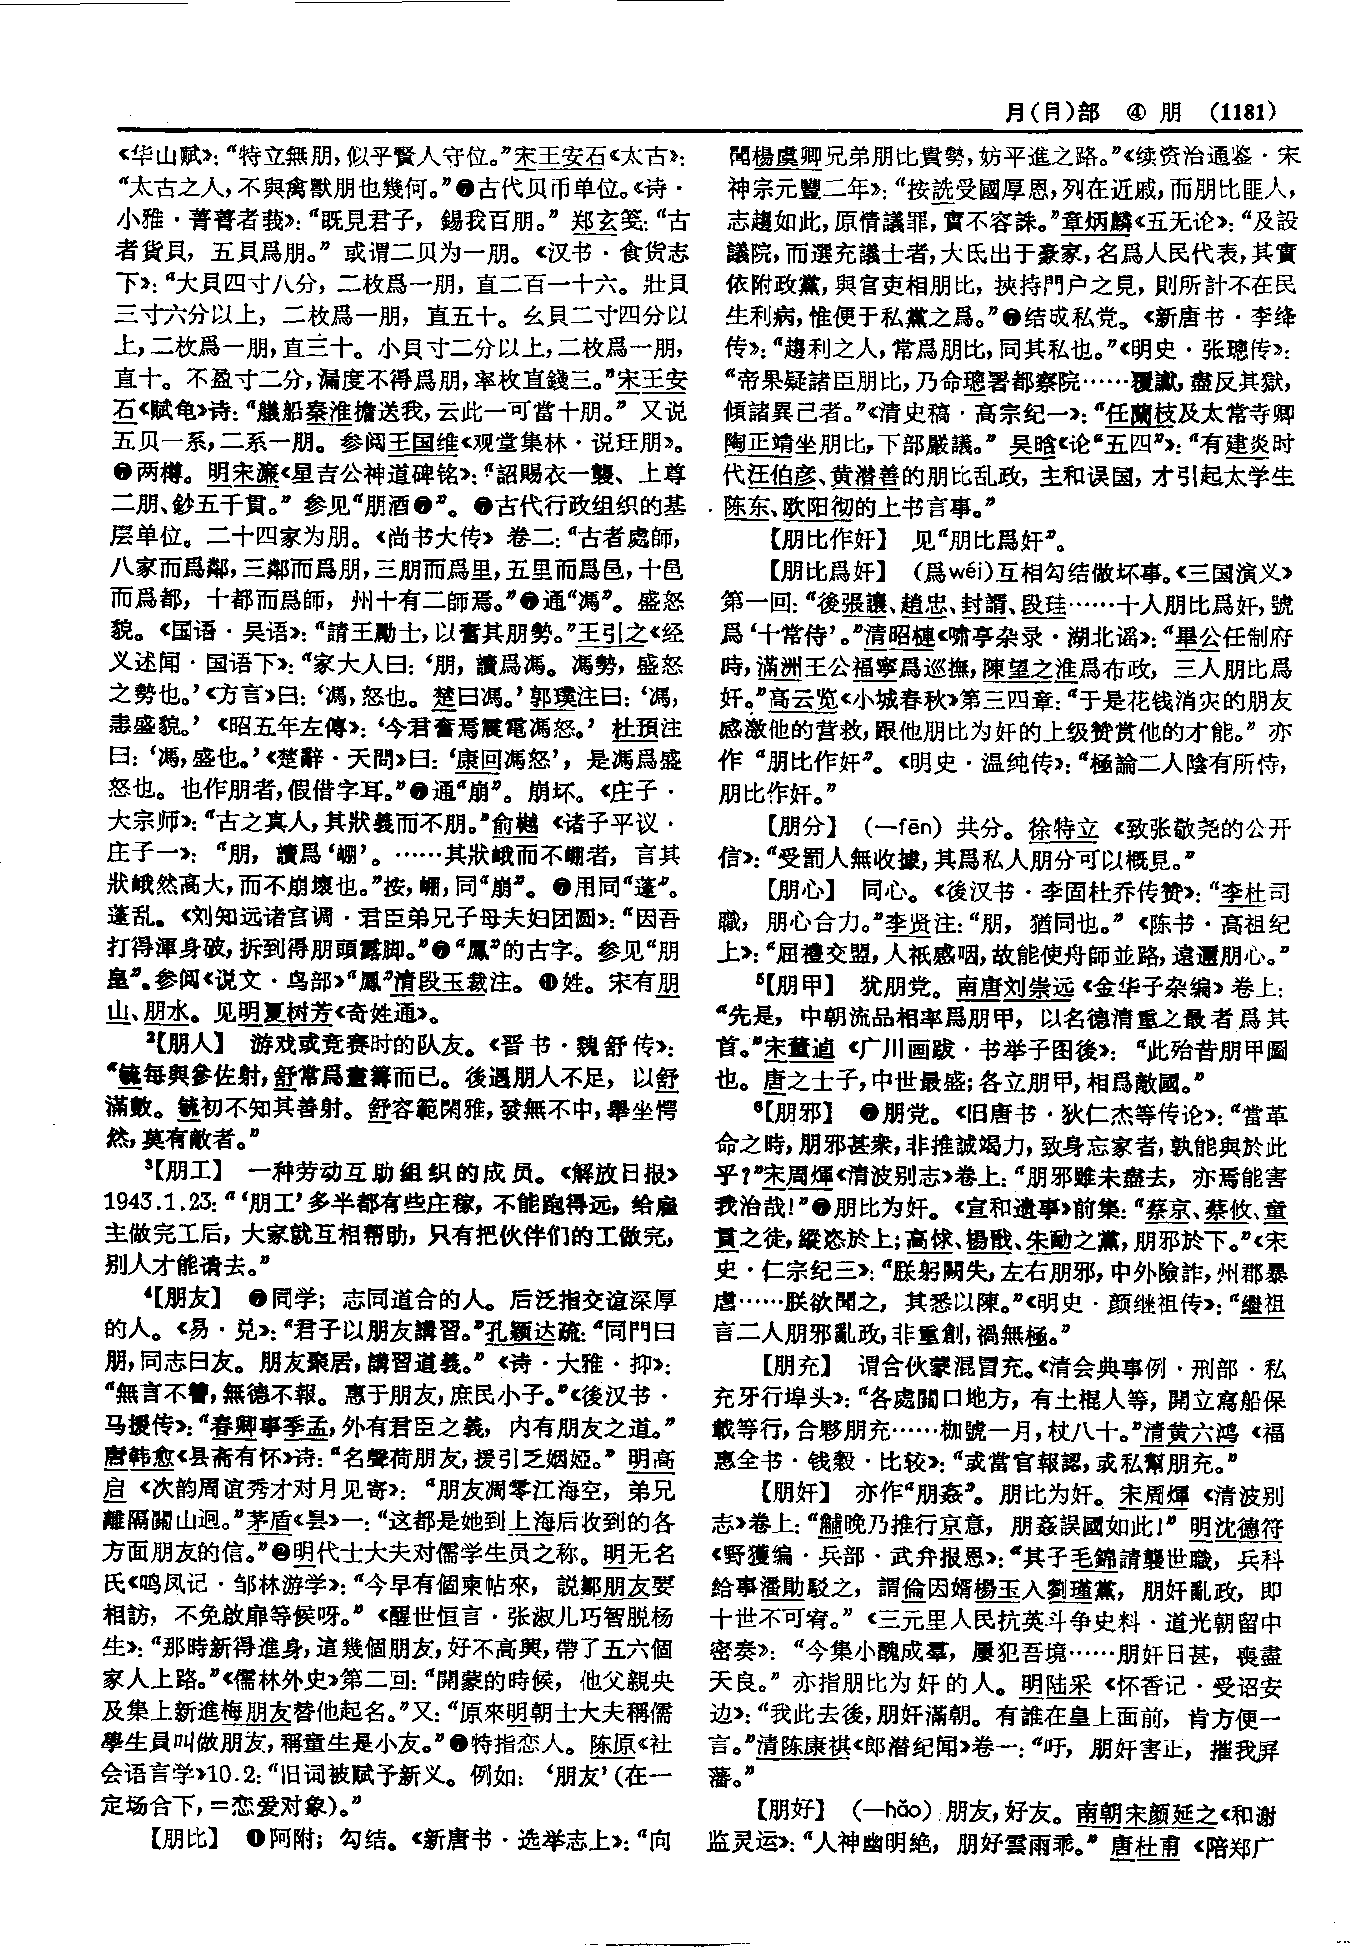 月(⺝)部 ④ 朋 (1181)
《华山赋》：“特立無朋，似乎賢人守位。”宋王安石《太古》：
“太古之人，不與禽獸朋也幾何。”❼古代贝币单位。《诗·
小雅·菁菁者莪》：“既見君子，錫我百朋。”郑玄笺：“古
者貨貝，五貝爲朋。”或谓二贝为一朋。《汉书·食货志
下》：“大貝四寸八分，二枚爲一朋，直二百一十六。壯貝
三寸六分以上，二枚爲一朋，直五十。幺貝二寸四分以
上，二枚爲一朋，直三十。小貝寸二分以上，二枚爲一朋，
直十。不盈寸二分，漏度不得爲朋，率枚直錢三。”宋王安
石《赋龟》诗：“艤船秦淮擔送我，云此一可當十朋。”又说
五贝一系，二系一朋。参阅王国维《观堂集林·说珏朋》。
❼两樽。明宋濂《星吉公神道碑铭》：“詔賜衣一襲、上尊
二朋、鈔五千貫。”参见“朋酒❼”。❼古代行政组织的基
层单位。二十四家为朋。《尚书大传》卷二：“古者處師，
八家而爲鄰，三鄰而爲朋，三朋而爲里，五里而爲邑，十邑
而爲都，十都而爲師，州十有二師焉。”❼通“馮”。盛怒
貌。《国语·吴语》：“請王勵士，以奮其朋勢。”王引之《经
义述闻·国语下》：“家大人曰：‘朋，讀爲馮。馮勢，盛怒
之勢也。’《方言》曰：‘馮，怒也。楚曰馮。’郭璞注曰：‘馮，
恚盛貌。’《昭五年左傳》：‘今君奮焉震電馮怒。’杜預注
曰：‘馮，盛也。’《楚辭·天問》曰：‘康回馮怒’，是馮爲盛
怒也。也作朋者，假借字耳。”❼通“崩”。崩坏。《庄子·
大宗师》：“古之真人，其狀義而不朋。”俞樾《诸子平议·
庄子一》：“朋，讀爲‘崩’。……其狀峨而不崩者，言其
狀峨然高大，而不崩壞也。”按，崩，同“崩”。❼用同“蓬”。
蓬乱。《刘知远诸宫调·君臣弟兄子母夫妇团圆》：“因吾
打得渾身破，拆到得朋頭露脚。”❼“鳳”的古字。参见“朋
皇”。参阅《说文·鸟部》“鳳”清段玉裁注。⓫姓。宋有朋
山、朋水。见明夏树芳《奇姓通》。
²【朋人】 游戏或竞赛时的队友。《晋书·魏舒传》：
“毓每與參佐射，舒常爲畫籌而已。後遇朋人不足，以舒
滿數。毓初不知其善射。舒容範閑雅，發無不中，舉坐愕
然，莫有敵者。”
³【朋工】 一种劳动互助组织的成员。《解放日报》
1943.1.23：“‘朋工’多半都有些庄稼，不能跑得远，给雇
主做完工后，大家就互相帮助，只有把伙伴们的工做完，
别人才能请去。”
⁴【朋友】 ❼同学；志同道合的人。后泛指交谊深厚
的人。《易·兑》：“君子以朋友講習。”孔颖达疏：“同門曰
朋，同志曰友。朋友聚居，講習道義。”《诗·大雅·抑》：
“無言不讎，無德不報。惠于朋友，庶民小子。”《後汉书·
马援传》：“春卿事季孟，外有君臣之義，内有朋友之道。”
唐韩愈《县斋有怀》诗：“名聲荷朋友，援引乏姻婭。”明高
启《次韵周谊秀才对月见寄》：“朋友凋零江海空，弟兄
離隔關山迥。”茅盾《昙》一：“这都是她到上海后收到的各
方面朋友的信。”❷明代士大夫对儒学生员之称。明无名
氏《鸣凤记·邹林游学》：“今早有個柬帖來，説鄒朋友要
相訪，不免啟扉等候呀。”《醒世恒言·张淑儿巧智脱杨
生》：“那時新得進身，這幾個朋友，好不高興，帶了五六個
家人上路。”《儒林外史》第二回：“開蒙的時候，他父親央
及集上新進梅朋友替他起名。”又：“原來明朝士大夫稱儒
學生員叫做朋友，稱童生是小友。”❼特指恋人。陈原《社
会语言学》10.2：“旧词被赋予新义。例如：‘朋友’（在一
定场合下，＝恋爱对象）。”
【朋比】 ❶阿附；勾结。《新唐书·选举志上》：“向
聞楊虞卿兄弟朋比貴勢，妨平進之路。”《续资治通鉴·宋
神宗元豐二年》：“按詵受國厚恩，列在近戚，而朋比匪人，
志趨如此，原情議罪，實不容誅。”章炳麟《五无论》：“及設
議院，而選充議士者，大氐出于豪家，名爲人民代表，其實
依附政黨，與官吏相朋比，挾持門户之見，則所計不在民
生利病，惟便于私黨之爲。”❼结成私党。《新唐书·李绛
传》：“趨利之人，常爲朋比，同其私也。”《明史·张璁传》：
“帝果疑諸臣朋比，乃命璁署都察院……覆讞，盡反其獄，
傾諸異己者。”《清史稿·高宗纪一》：“任蘭枝及太常寺卿
陶正靖坐朋比，下部嚴議。”吴晗《论“五四”》：“有建炎时
代汪伯彦、黄潜善的朋比乱政，主和误国，才引起太学生
陈东、欧阳彻的上书言事。”
【朋比作奸】 见“朋比爲奸”。
【朋比爲奸】 （爲wéi）互相勾结做坏事。《三国演义》
第一回：“後張讓、趙忠、封諝、段珪……十人朋比爲奸，號
爲‘十常侍’。”清昭梿《啸亭杂录·湖北谣》：“畢公任制府
時，滿洲王公福寧爲巡撫，陳望之淮爲布政，三人朋比爲
奸。”高云览《小城春秋》第三四章：“于是花钱消灾的朋友
感激他的营救，跟他朋比为奸的上级赞赏他的才能。”亦
作“朋比作奸”。《明史·温纯传》：“極論二人陰有所恃，
朋比作奸。”
【朋分】 （—fēn）共分。徐特立《致张敬尧的公开
信》：“受罰人無收據，其爲私人朋分可以概見。”
【朋心】 同心。《後汉书·李固杜乔传赞》：“李杜司
職，朋心合力。”李贤注：“朋，猶同也。”《陈书·高祖纪
上》：“屈禮交盟，人祇感咽，故能使舟師並路，遠邇朋心。”
⁵【朋甲】 犹朋党。南唐刘崇远《金华子杂编》卷上：
“先是，中朝流品相率爲朋甲，以名德清重之最者爲其
首。”宋董逌《广川画跋·书举子图後》：“此殆昔朋甲圖
也。唐之士子，中世最盛；各立朋甲，相爲敵國。”
⁶【朋邪】 ❼朋党。《旧唐书·狄仁杰等传论》：“當革
命之時，朋邪甚衆，非推誠竭力，致身忘家者，孰能與於此
乎？”宋周煇《清波别志》卷上：“朋邪雖未盡去，亦焉能害
我治哉！”❼朋比为奸。《宣和遗事》前集：“蔡京、蔡攸、童
貫之徒，縱恣於上；高俅、楊戩、朱勔之黨，朋邪於下。”《宋
史·仁宗纪三》：“朕躬闕失，左右朋邪，中外險詐，州郡暴
虐……朕欲聞之，其悉以陳。”《明史·颜继祖传》：“繼祖
言二人朋邪亂政，非重創，禍無極。”
【朋充】 谓合伙蒙混冒充。《清会典事例·刑部·私
充牙行埠头》：“各處關口地方，有土棍人等，開立寫船保
載等行，合夥朋充……枷號一月，杖八十。”清黄六鸿《福
惠全书·钱榖·比较》：“或當官報認，或私幫朋充。”
【朋奸】 亦作“朋姦”。朋比为奸。宋周煇《清波别
志》卷上：“黼晚乃推行京意，朋姦誤國如此！”明沈德符
《野獲编·兵部·武弁报恩》：“其子毛錦請襲世職，兵科
給事潘勛駁之，謂倫因婿楊玉入劉瑾黨，朋奸亂政，即
十世不可宥。”《三元里人民抗英斗争史料·道光朝留中
密奏》：“今集小醜成羣，屢犯吾境……朋奸日甚，喪盡
天良。”亦指朋比为奸的人。明陆采《怀香记·受诏安
边》：“我此去後，朋奸滿朝。有誰在皇上面前，肯方便一
言。”清陈康祺《郎潜纪闻》卷一：“吁，朋奸害正，摧我屏
藩。”
【朋好】 （—hǎo）朋友，好友。南朝宋颜延之《和谢
监灵运》：“人神幽明絶，朋好雲雨乖。”唐杜甫《陪郑广